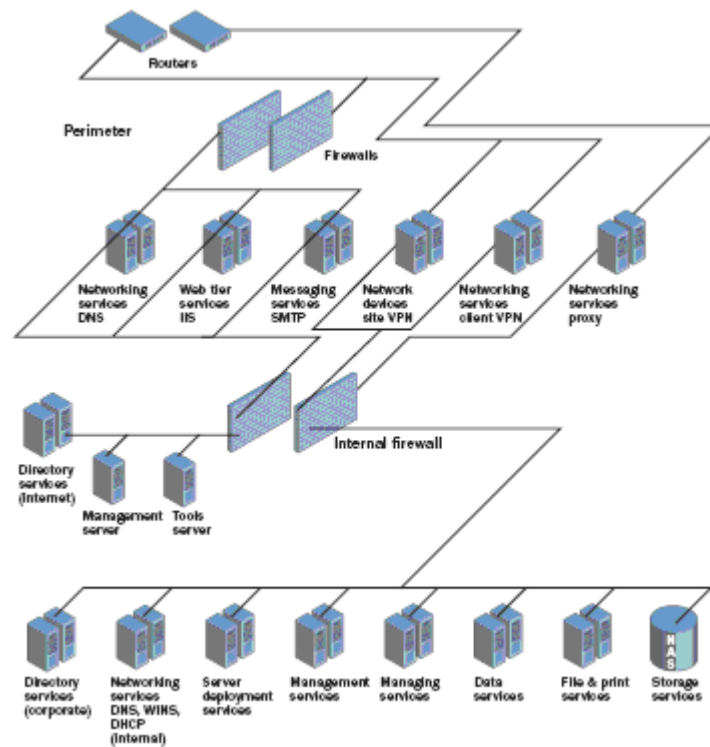 Routers
Perimeter
Firewalls
Networking
services
DNS
Web tier
services
IIS
Messaging
services
SMTP
Network
devices
site VPN
Networking
services
client VPN
Networking
services
proxy
Internal firewall
Directory
services
(Internet)
Management
server
Tools
server
Directory
services
(corporate)
Networking
services
DNS, WINS,
DHCP
(Internal)
Server
deployment
services
Management
services
Managing
services
Data
services
File & print
services
NAS
Storage
services